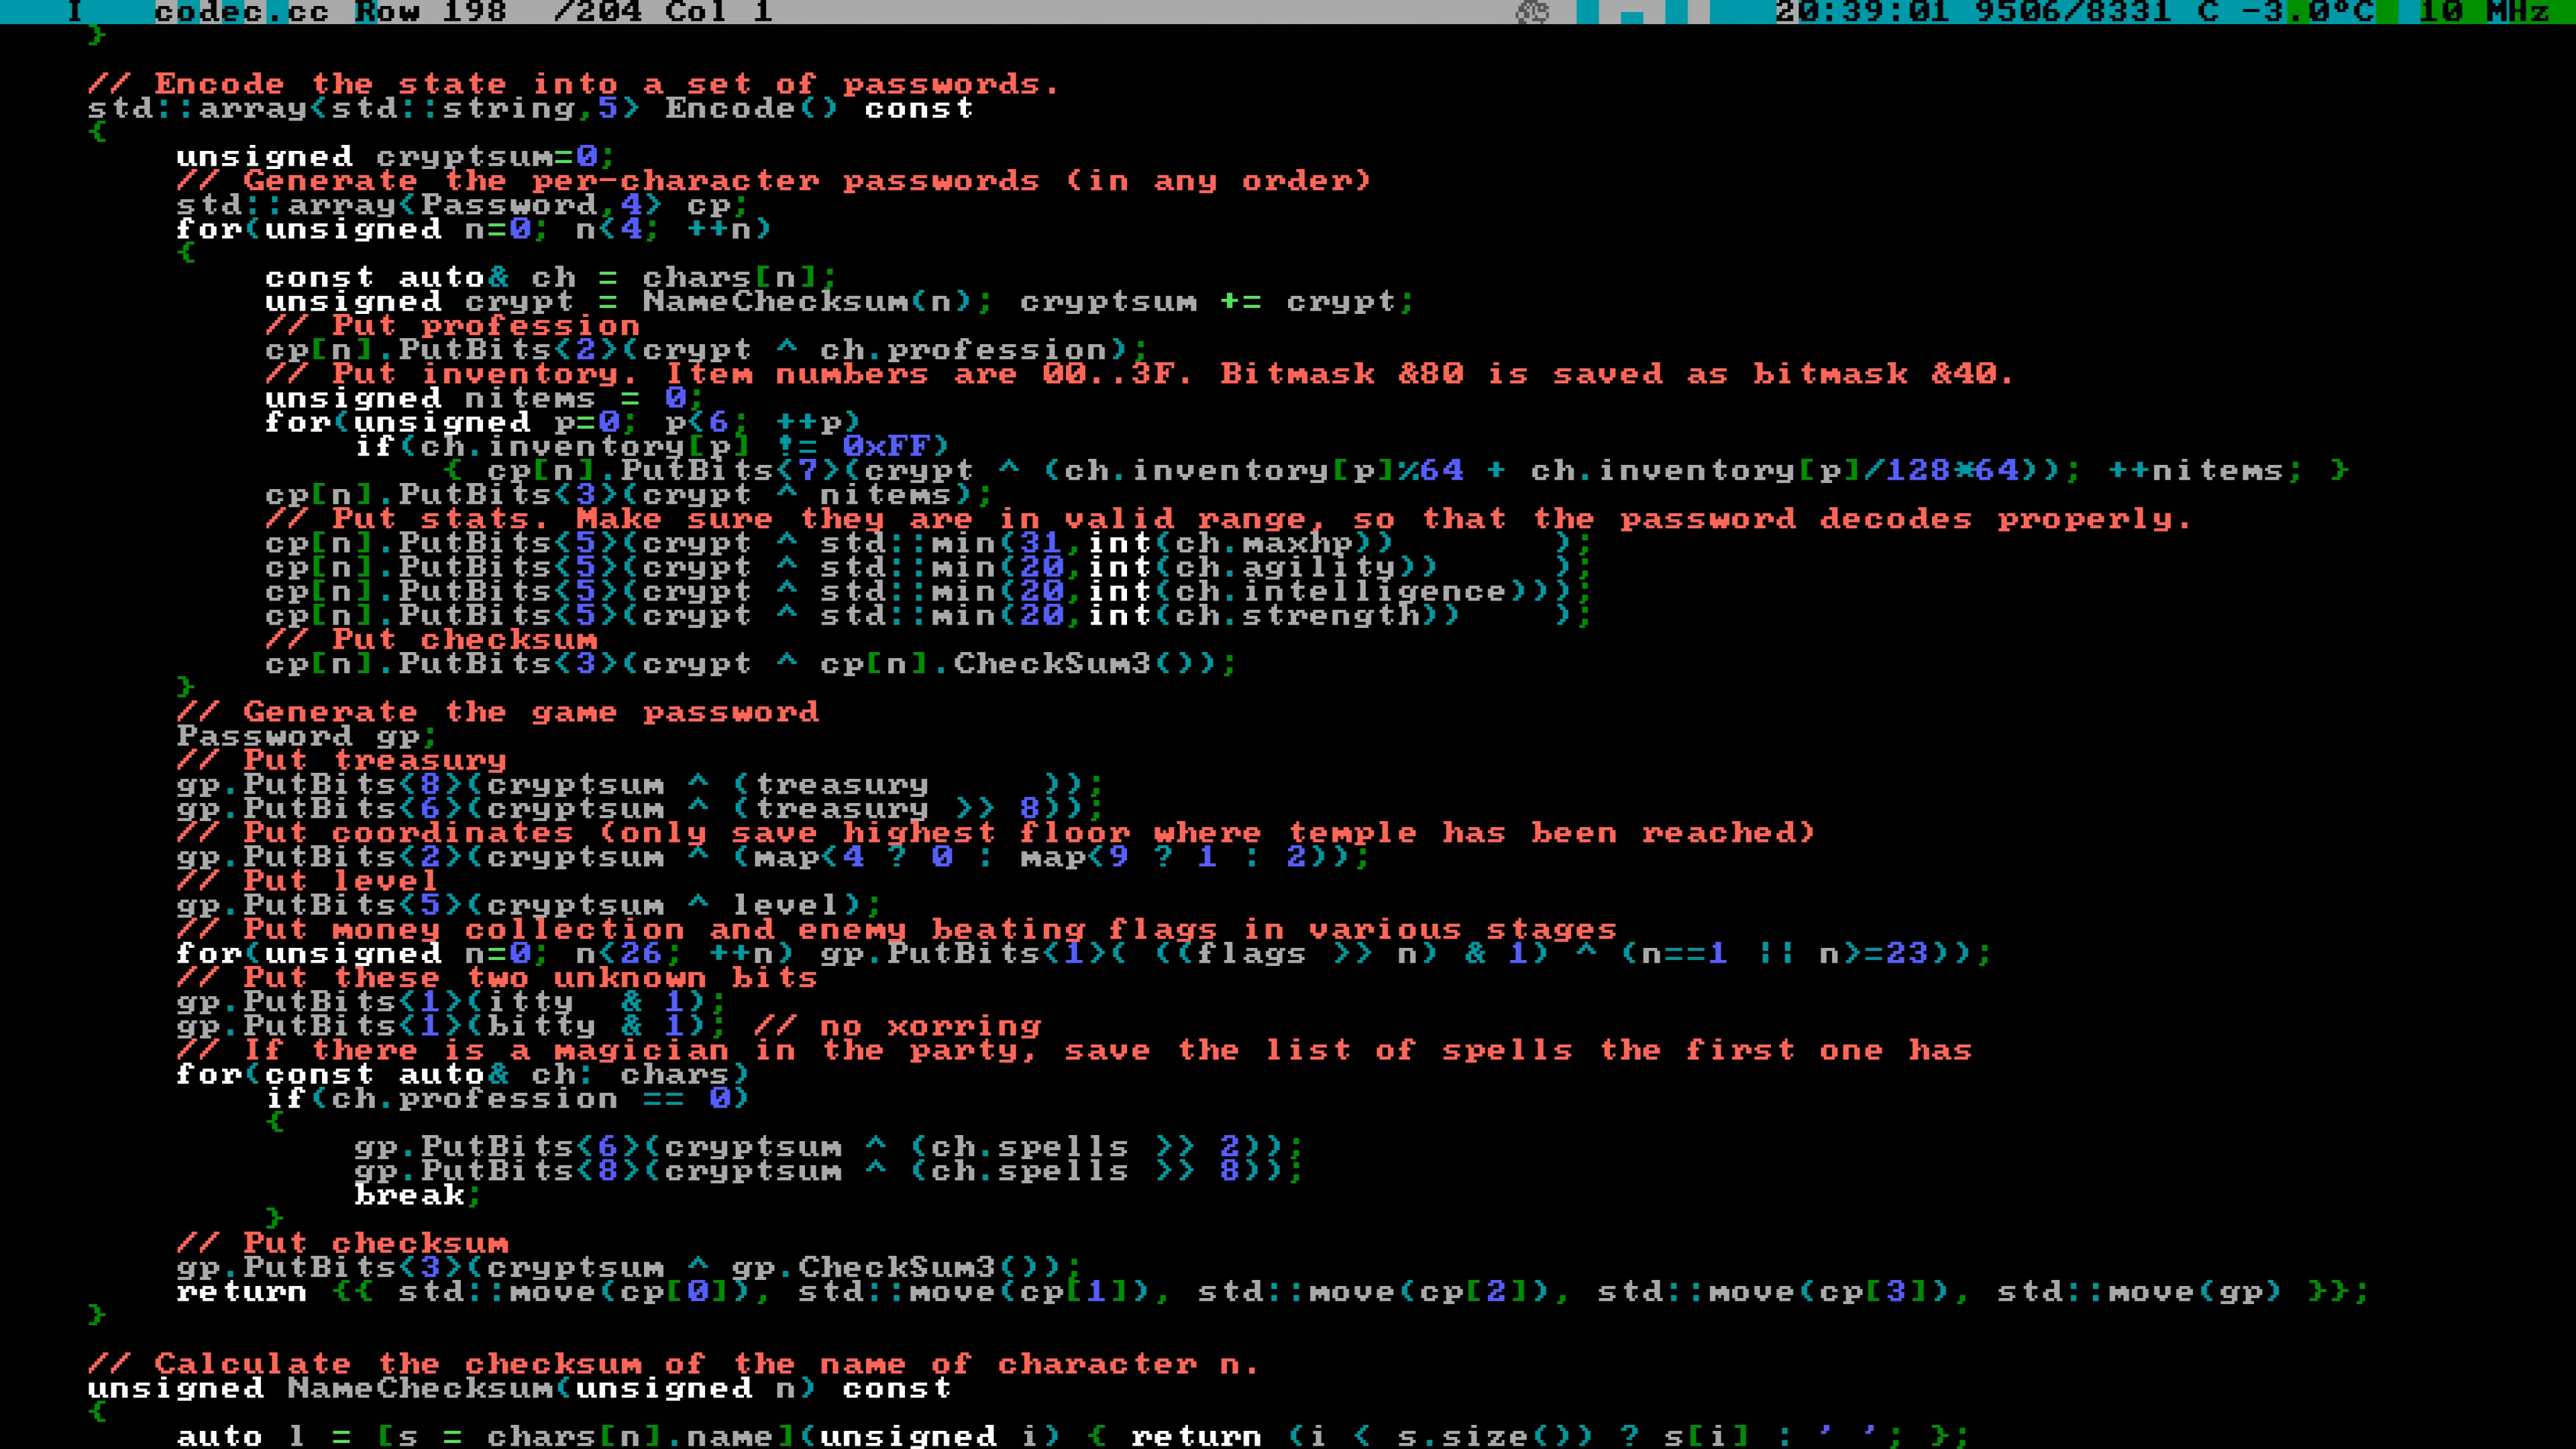 I    codec.cc Row 198  /204 Col 1    20:39:01 9506/8331 C -3.0ºC  10 MHz
}
// Encode the state into a set of passwords.
std::array<std::string,5> Encode() const
{
    unsigned cryptsum=0;
    // Generate the per-character passwords (in any order)
    std::array<Password,4> cp;
    for(unsigned n=0; n<4; ++n)
    {
        const auto& ch = chars[n];
        unsigned crypt = NameChecksum(n); cryptsum += crypt;
        // Put profession
        cp[n].PutBits<2>(crypt ^ ch.profession);
        // Put inventory. Item numbers are 00..3F. Bitmask &80 is saved as bitmask &40.
        unsigned nitems = 0;
        for(unsigned p=0; p<6; ++p)
            if(ch.inventory[p] != 0xFF)
                { cp[n].PutBits<7>(crypt ^ (ch.inventory[p]%64 + ch.inventory[p]/128*64)); ++nitems; }
        cp[n].PutBits<3>(crypt ^ nitems);
        // Put stats. Make sure they are in valid range, so that the password decodes properly.
        cp[n].PutBits<5>(crypt ^ std::min(31,int(ch.maxhp))       );
        cp[n].PutBits<5>(crypt ^ std::min(20,int(ch.agility))     );
        cp[n].PutBits<5>(crypt ^ std::min(20,int(ch.intelligence)));
        cp[n].PutBits<5>(crypt ^ std::min(20,int(ch.strength))    );
        // Put checksum
        cp[n].PutBits<3>(crypt ^ cp[n].CheckSum3());
    }
    // Generate the game password
    Password gp;
    // Put treasury
    gp.PutBits<8>(cryptsum ^ (treasury     ));
    gp.PutBits<6>(cryptsum ^ (treasury >> 8));
    // Put coordinates (only save highest floor where temple has been reached)
    gp.PutBits<2>(cryptsum ^ (map<4 ? 0 : map<9 ? 1 : 2));
    // Put level
    gp.PutBits<5>(cryptsum ^ level);
    // Put money collection and enemy beating flags in various stages
    for(unsigned n=0; n<26; ++n) gp.PutBits<1>( ((flags >> n) & 1) ^ (n==1 || n>=23));
    // Put these two unknown bits
    gp.PutBits<1>(itty  & 1);
    gp.PutBits<1>(bitty & 1); // no xorring
    // If there is a magician in the party, save the list of spells the first one has
    for(const auto& ch: chars)
        if(ch.profession == 0)
        {
            gp.PutBits<6>(cryptsum ^ (ch.spells >> 2));
            gp.PutBits<8>(cryptsum ^ (ch.spells >> 8));
            break;
        }
    // Put checksum
    gp.PutBits<3>(cryptsum ^ gp.CheckSum3());
    return {{ std::move(cp[0]), std::move(cp[1]), std::move(cp[2]), std::move(cp[3]), std::move(gp) }};
}
// Calculate the checksum of the name of character n.
unsigned NameChecksum(unsigned n) const
{
    auto l = [s = chars[n].name](unsigned i) { return (i < s.size()) ? s[i] : ' '; };